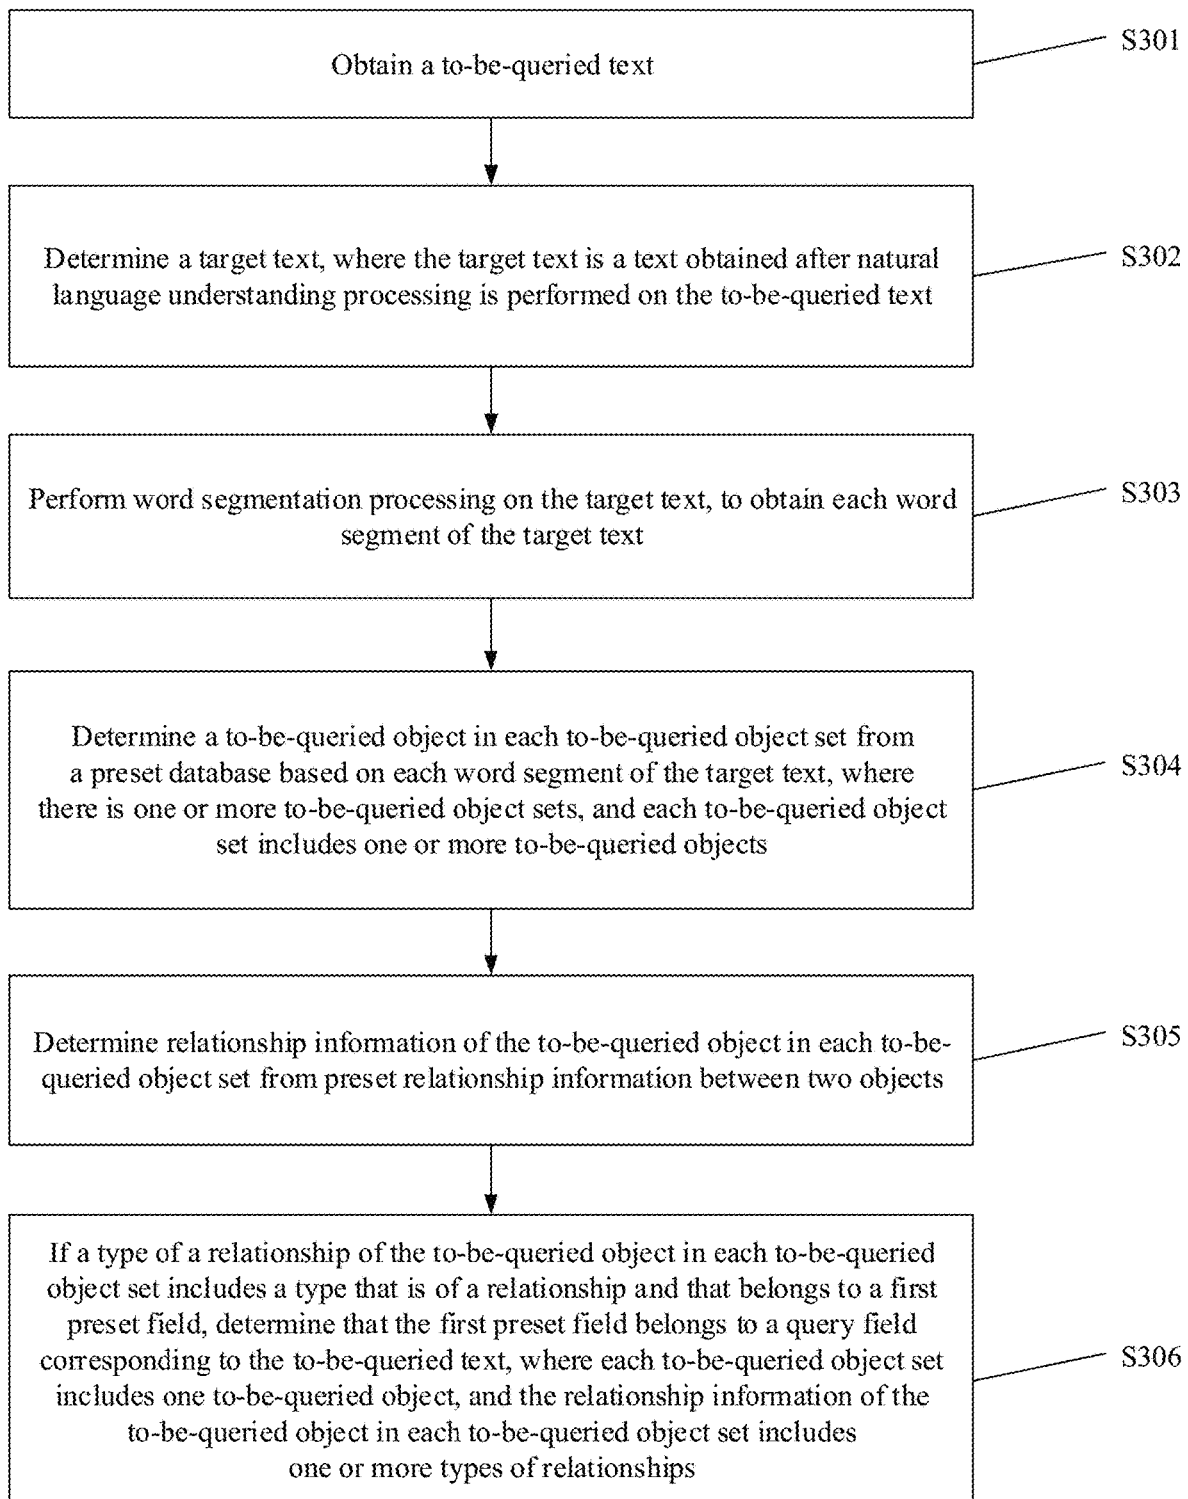 Obtain a to-be-queried text
S301
Determine a target text, where the target text is a text obtained after natural
language understanding processing is performed on the to-be-queried text
S302
Perform word segmentation processing on the target text, to obtain each word
segment of the target text
S303
Determine a to-be-queried object in each to-be-queried object set from
a preset database based on each word segment of the target text, where
there is one or more to-be-queried object sets, and each to-be-queried object
set includes one or more to-be-queried objects
S304
Determine relationship information of the to-be-queried object in each to-be-
queried object set from preset relationship information between two objects
S305
If a type of a relationship of the to-be-queried object in each to-be-queried
object set includes a type that is of a relationship and that belongs to a first
preset field, determine that the first preset field belongs to a query field
corresponding to the to-be-queried text, where each to-be-queried object set
includes one to-be-queried object, and the relationship information of the
to-be-queried object in each to-be-queried object set includes
one or more types of relationships
S306